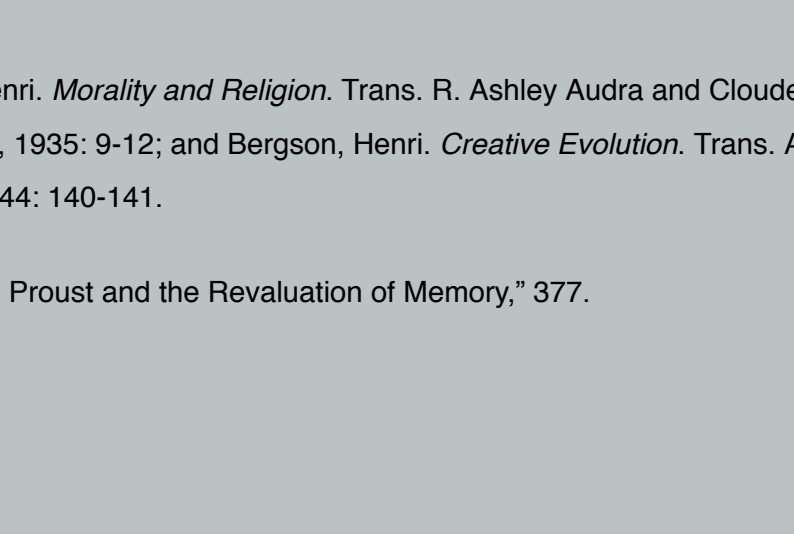 enri. Morality and Religion. Trans. R. Ashley Audra and Cloude
, 1935: 9-12; and Bergson, Henri. Creative Evolution. Trans. A
44: 140-141.
Proust and the Revaluation of Memory,” 377.